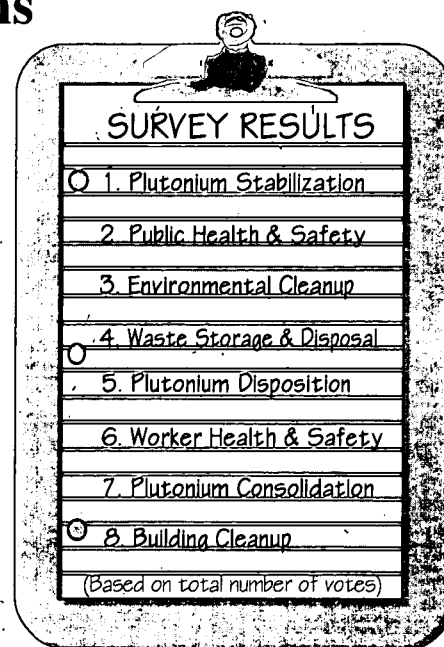 ns
SURVEY RESULTS
1. Plutonium Stabilization
2. Public Health & Safety
3. Environmental Cleanup
4. Waste Storage & Disposal
5. Plutonium Disposition
6. Worker Health & Safety
7. Plutonium Consolidation
8. Building Cleanup
(Based on total number of votes)